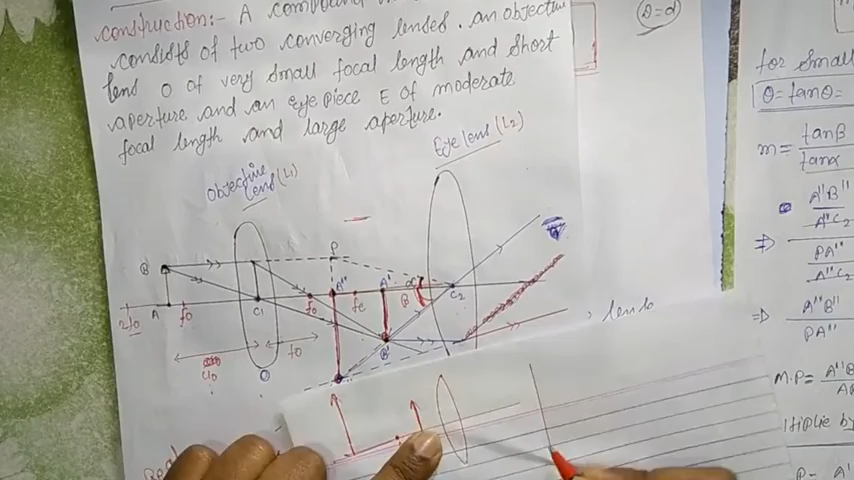 construction:- A compound
consists of two converging lenses. an objective
lens O of very small focal length and short
aperture and an eye piece E of moderate
focal length and large aperture.
D=d
for small
θ=tanθ=
m= tanβ
tanα
A"B"
A"C2
⇒
PA"
A"C2
⇒ A"B"
PA"
M.P=
ltiplie by
Objective
lens(L1)
Eye lens(L2)
B
P
A"
A'
α
β
C2
2fo
A
fo
C1
fo
fe
B'
uo
fo
O
lens